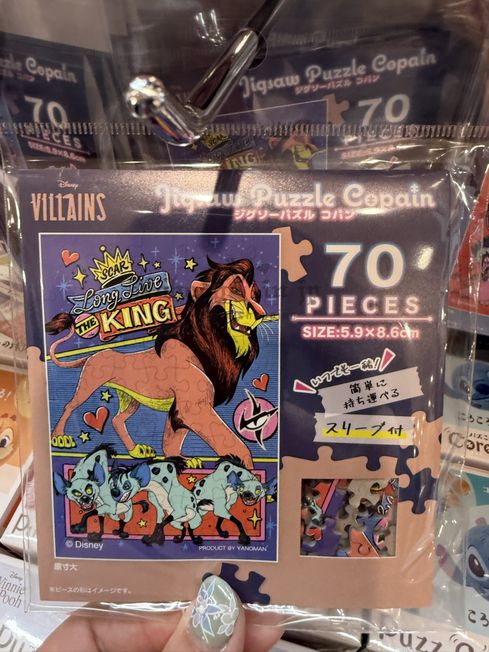 Jigsaw Puzzle Copain
ジグソーパズル コパン
70
PIECES
Disney
VILLAINS
Jigsaw Puzzle Copain
ジグソーパズル コパン
70
PIECES
SIZE:5.9×8.6cm
SCAR
Long Live
THE KING
いつでも一緒!
簡単に
持ち運べる
スリーブ付
© Disney
PRODUCT BY YANOMAN
原寸大
※ピースの形はイメージです。
Disney
Winnie
Pooh